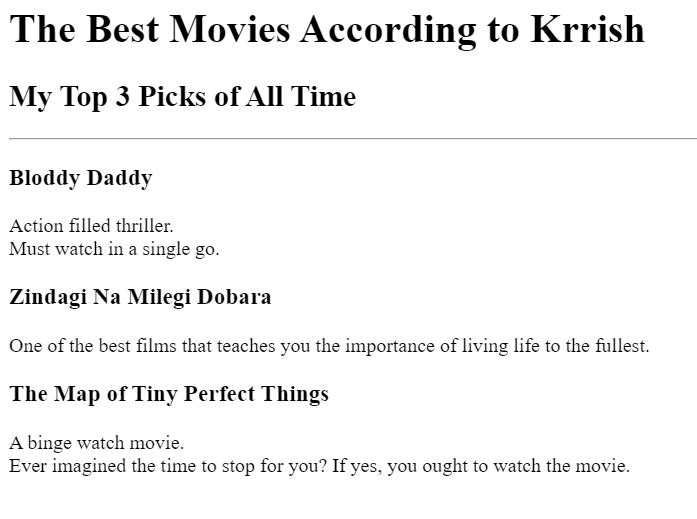 The Best Movies According to Krrish
My Top 3 Picks of All Time
Bloddy Daddy
Action filled thriller.
Must watch in a single go.
Zindagi Na Milegi Dobara
One of the best films that teaches you the importance of living life to the fullest.
The Map of Tiny Perfect Things
A binge watch movie.
Ever imagined the time to stop for you? If yes, you ought to watch the movie.